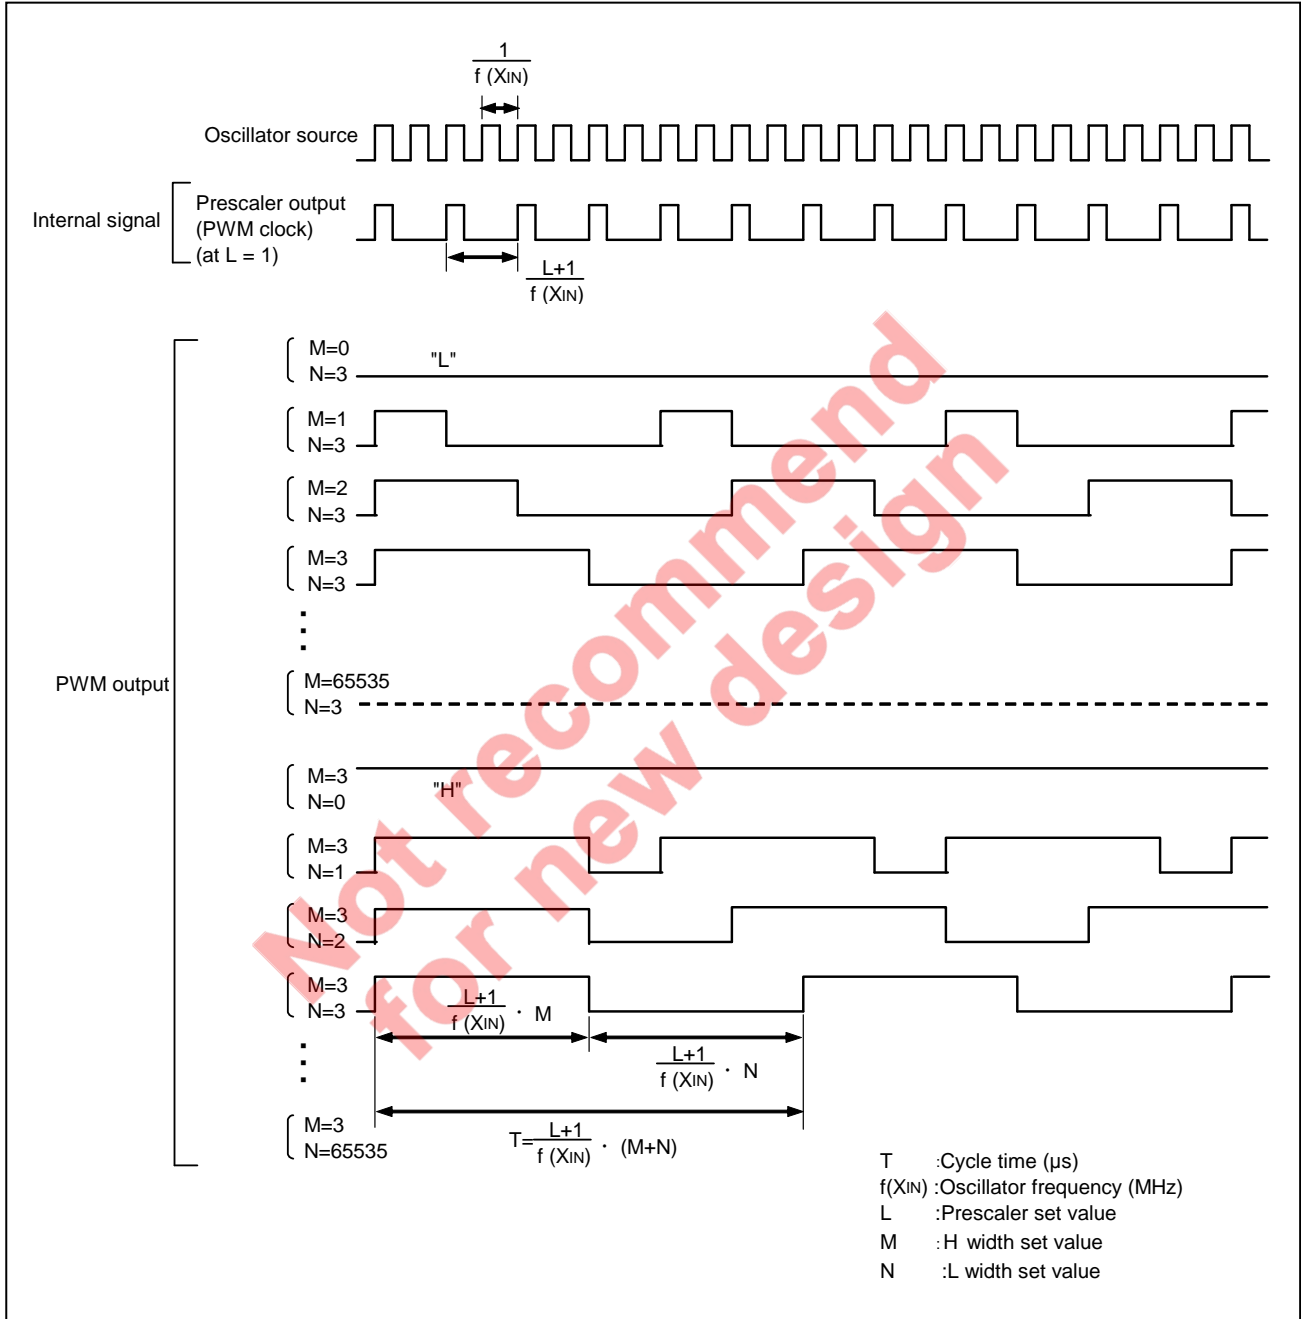 1
f (XIN)
Oscillator source
Internal signal
Prescaler output
(PWM clock)
(at L = 1)
L+1
f (XIN)
M=0
N=3
"L"
M=1
N=3
M=2
N=3
M=3
N=3
M=65535
N=3
PWM output
M=3
N=0
"H"
M=3
N=1
M=3
N=2
M=3
N=3
L+1
f (XIN)
· M
L+1
f (XIN)
· N
M=3
N=65535
T=
L+1
f (XIN)
· (M+N)
T :Cycle time (µs)
f(XIN) :Oscillator frequency (MHz)
L :Prescaler set value
M :H width set value
N :L width set value
Not recommend
for new design